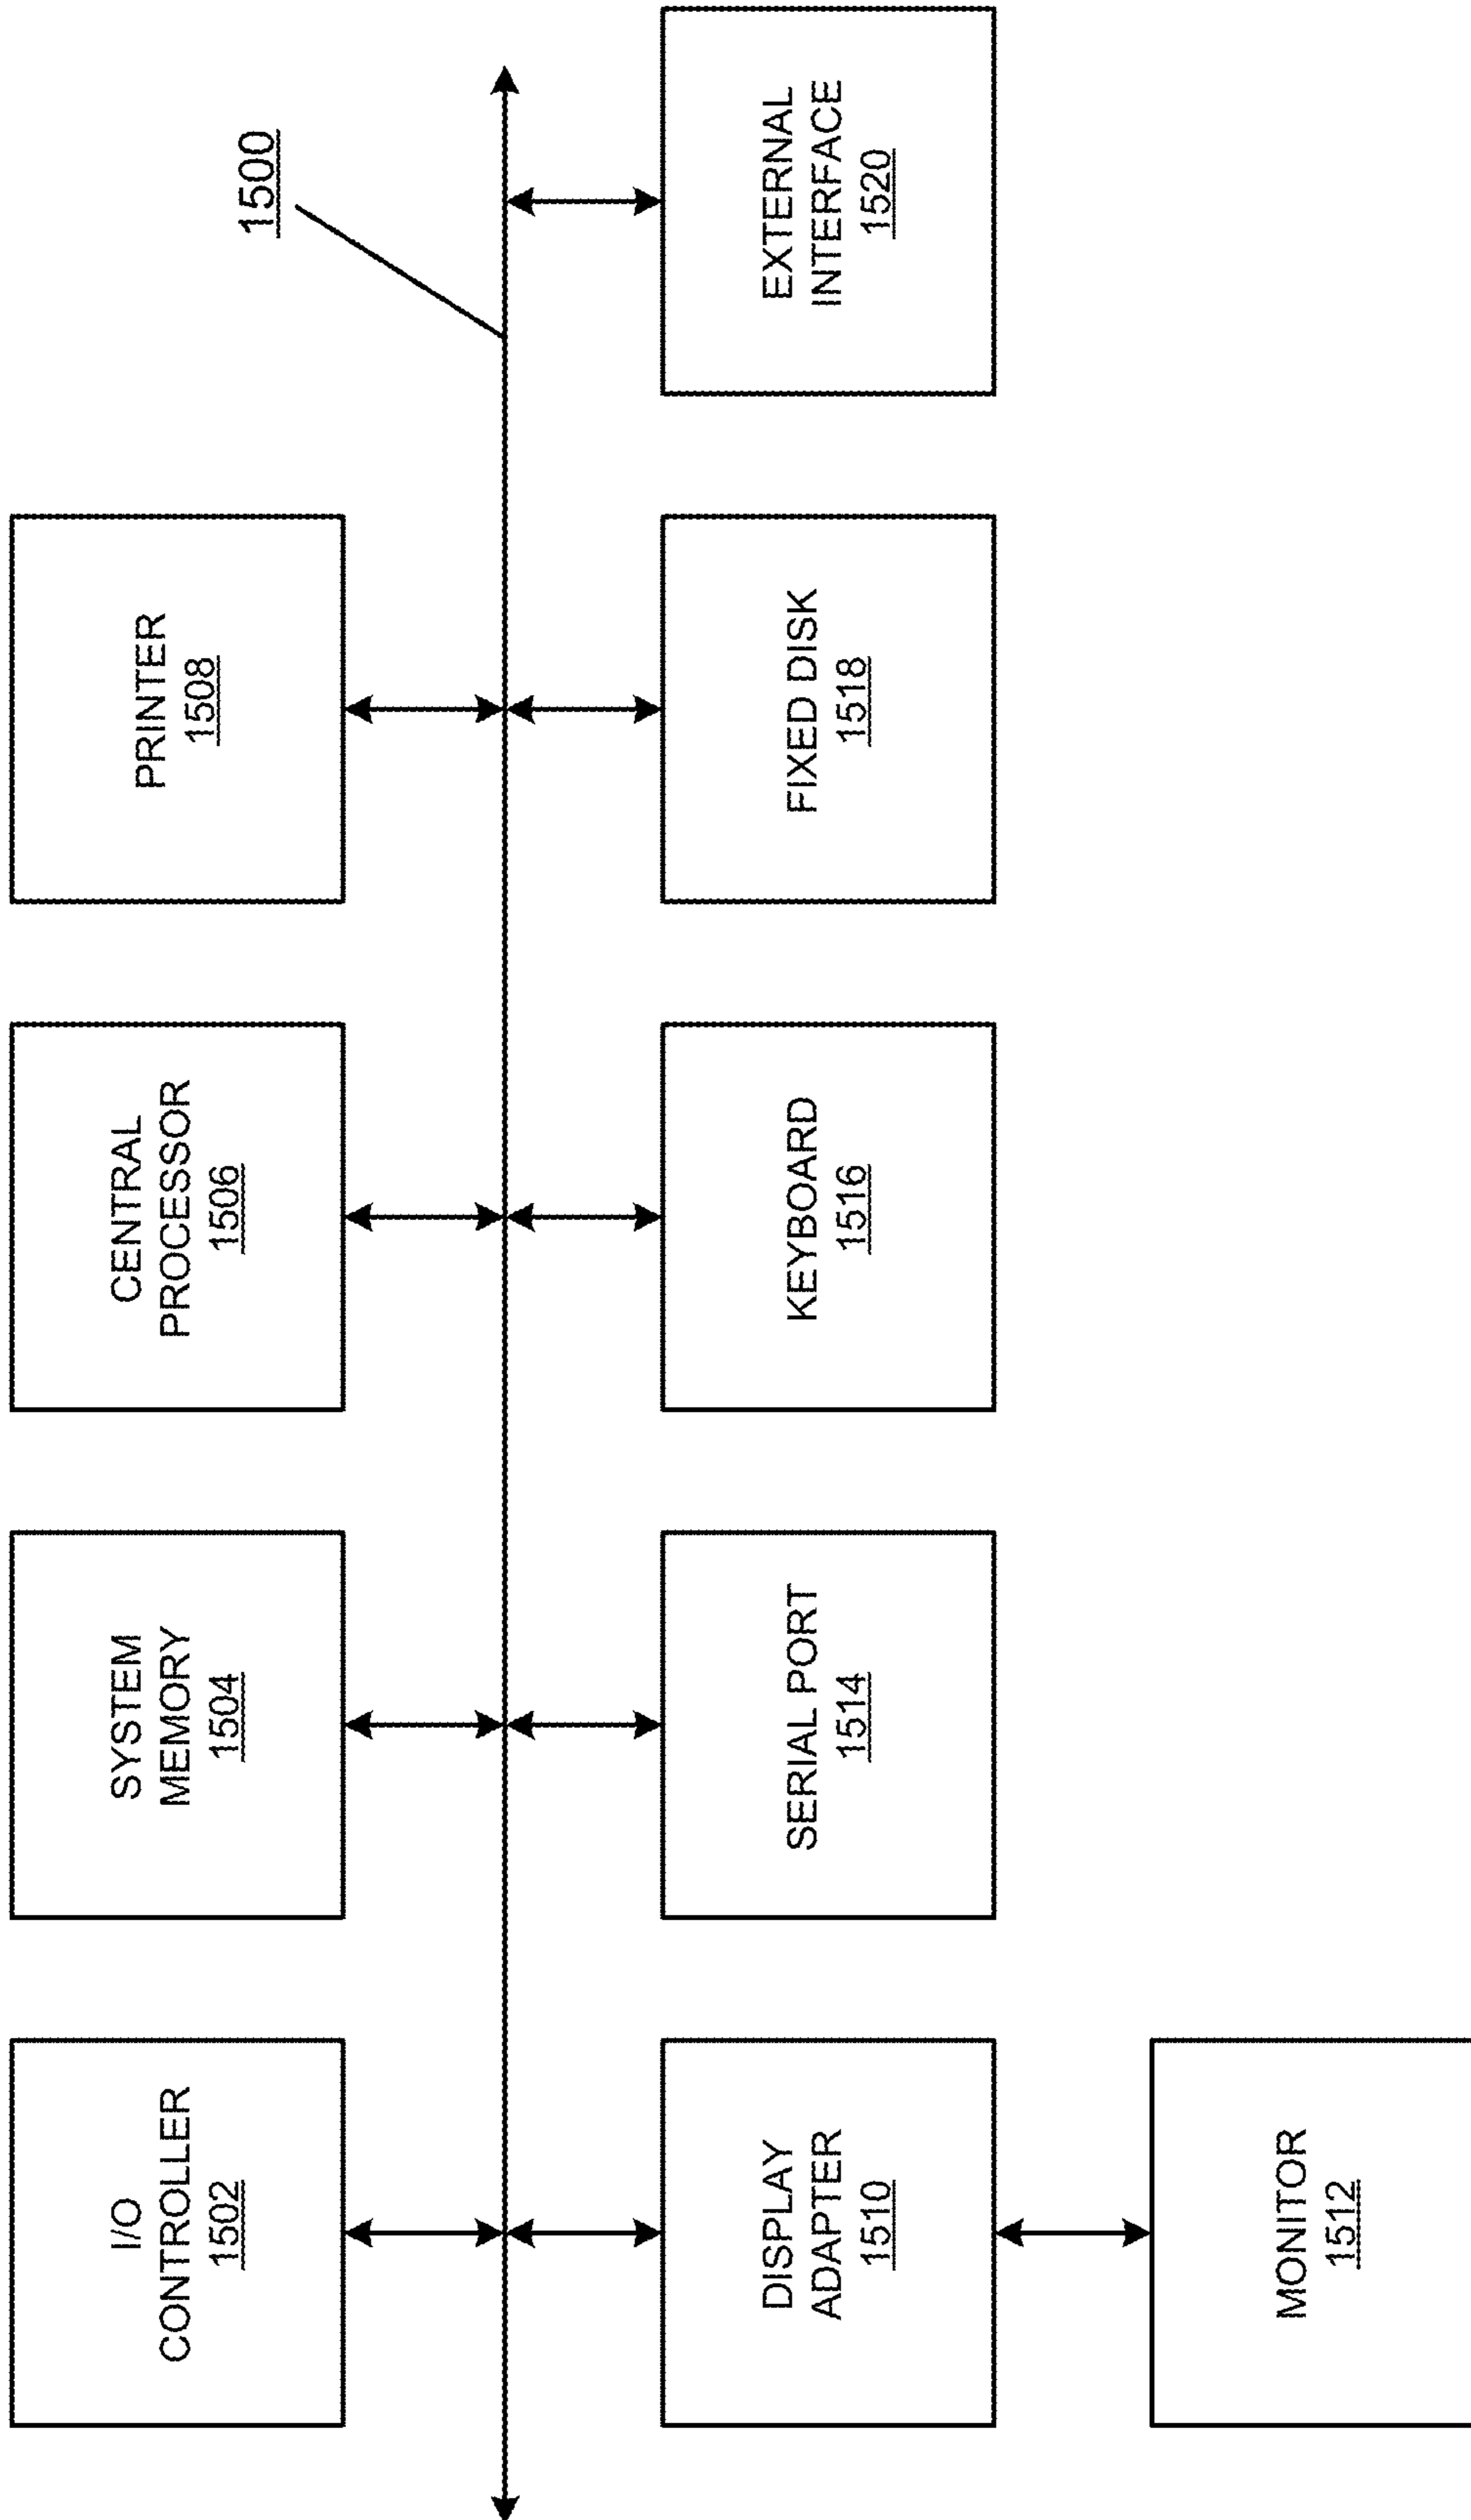 1500
I/O
CONTROLLER
1502
SYSTEM
MEMORY
1504
CENTRAL
PROCESSOR
1506
PRINTER
1508
DISPLAY
ADAPTER
1510
SERIAL PORT
1514
KEYBOARD
1516
FIXED DISK
1518
EXTERNAL
INTERFACE
1520
MONITOR
1512